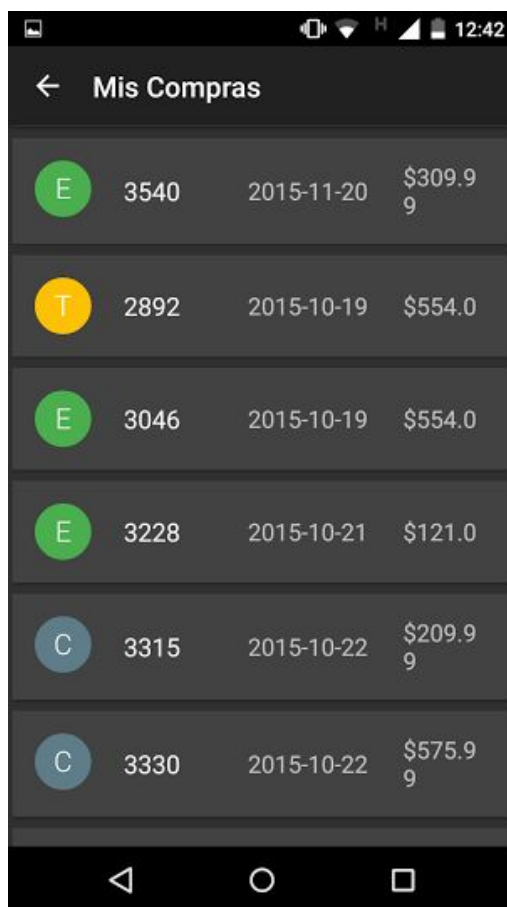 H 12:42
Mis Compras
E 3540 2015-11-20 $309.9
9
T 2892 2015-10-19 $554.0
E 3046 2015-10-19 $554.0
E 3228 2015-10-21 $121.0
C 3315 2015-10-22 $209.9
9
C 3330 2015-10-22 $575.9
9